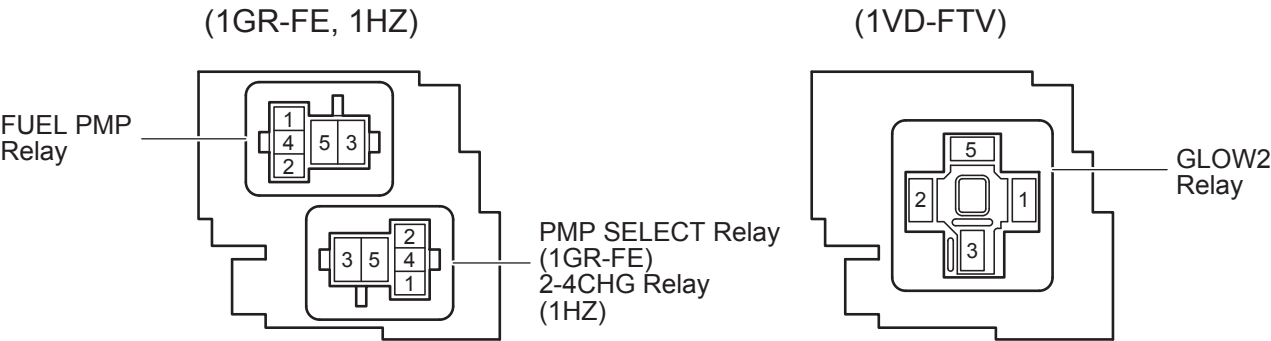 (1GR-FE, 1HZ)
(1VD-FTV)
FUEL PMP
Relay
1
4
2
5 3
3 5
2
4
1
PMP SELECT Relay
(1GR-FE)
2-4CHG Relay
(1HZ)
5
2
1
3
GLOW2
Relay